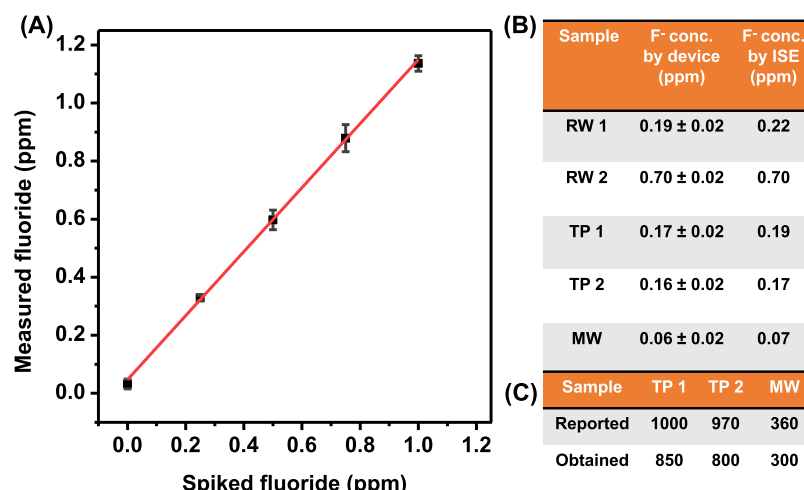 (A)
Measured fluoride (ppm)
1.2
1.0
0.8
0.6
0.4
0.2
0.0
0.0 0.2 0.4 0.6 0.8 1.0 1.2
Spiked fluoride (ppm)
(B)
Sample F- conc. by device (ppm) F- conc. by ISE (ppm)
RW 1 0.19 ± 0.02 0.22
RW 2 0.70 ± 0.02 0.70
TP 1 0.17 ± 0.02 0.19
TP 2 0.16 ± 0.02 0.17
MW 0.06 ± 0.02 0.07
(C)
Sample TP 1 TP 2 MW
Reported 1000 970 360
Obtained 850 800 300